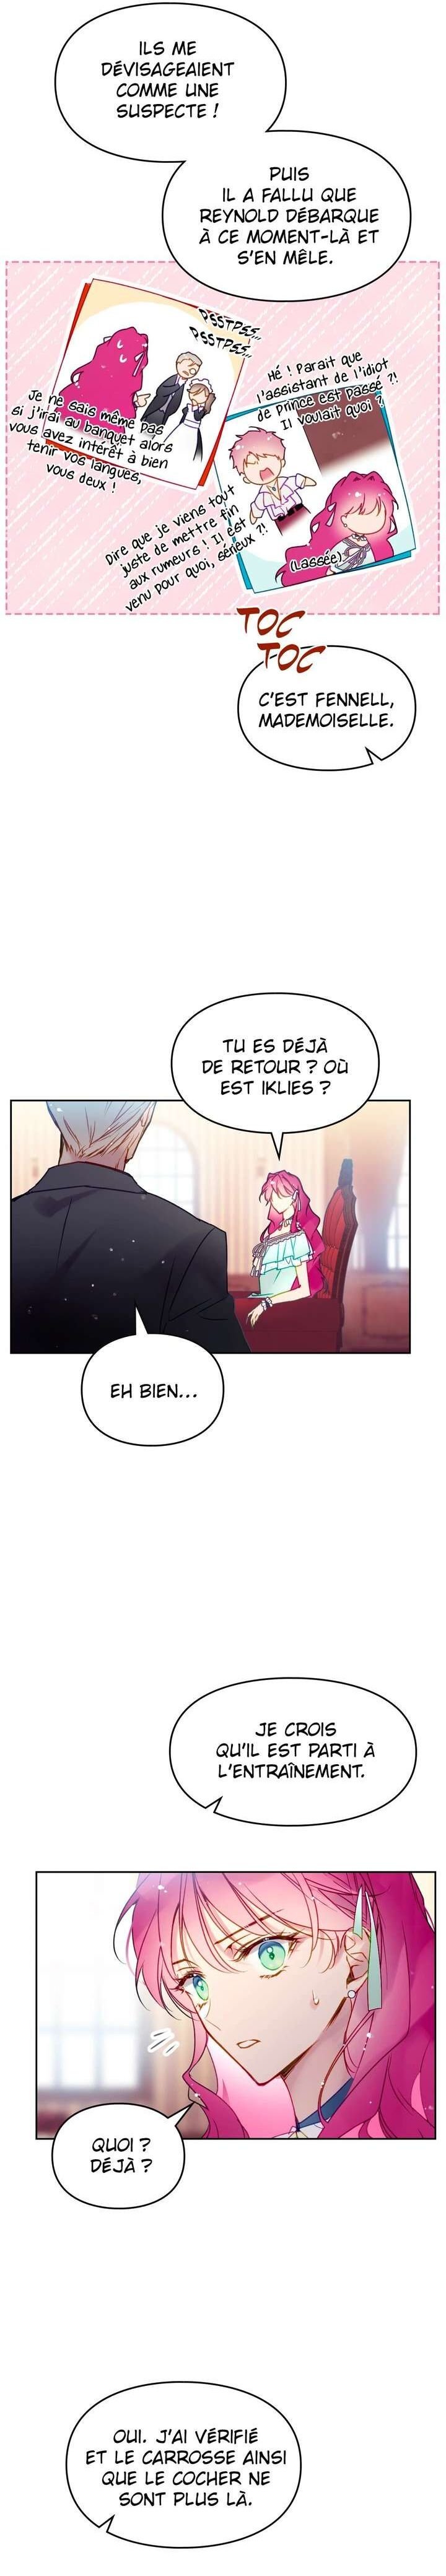 ILS ME
DÉVISAGEAIENT
COMME UNE
SUSPECTE !
PUIS
IL A FALLU QUE
REYNOLD DÉBARQUE
À CE MOMENT-LÀ ET
S'EN MÊLE.
PSSTPSS...
PSSTPSS...
Je ne sais même pas
si j'irai au banquet alors
vous avez intérêt à bien
tenir vos langues,
vous deux !
Hé ! Parait que
l'assistant de l'idiot
de Prince est passé ?!
Il voulait quoi ?
Dire que je viens tout
juste de mettre fin
aux rumeurs ! Il est
venu pour quoi, sérieux ?!
(Lassée)
TOC
TOC
C'EST FENNELL,
MADEMOISELLE.
TU ES DÉJÀ
DE RETOUR ? OÙ
EST IKLIES ?
EH BIEN...
JE CROIS
QU'IL EST PARTI À
L'ENTRAÎNEMENT.
QUOI ?
DÉJÀ ?
OUI. J'AI VÉRIFIÉ
ET LE CARROSSE AINSI
QUE LE COCHER NE
SONT PLUS LÀ.